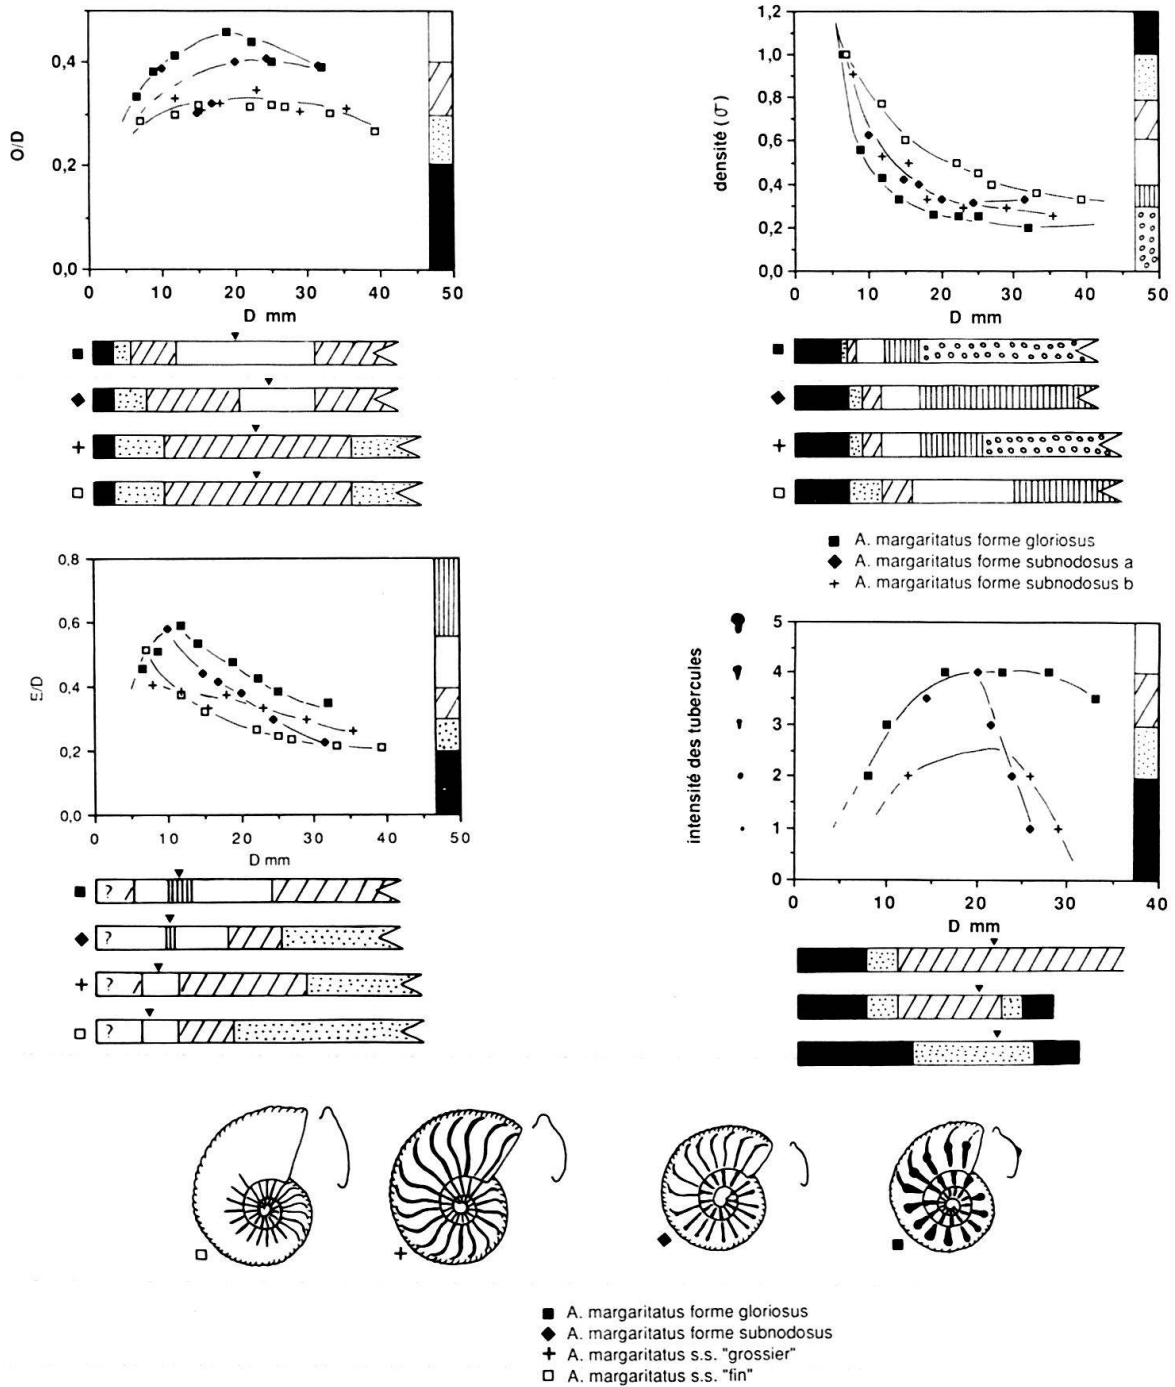 O/D
0,4
0,2
0,0
0 10 20 30 40 50
D mm
densité (σ)
1,2
1,0
0,8
0,6
0,4
0,2
0,0
0 10 20 30 40 50
D mm
A. margaritatus forme gloriosus
A. margaritatus forme subnodosus a
A. margaritatus forme subnodosus b
E/D
0,8
0,6
0,4
0,2
0,0
0 10 20 30 40 50
D mm
?
?
?
?
intensité des tubercules
5
4
3
2
1
0
0 10 20 30 40
D mm
A. margaritatus forme gloriosus
A. margaritatus forme subnodosus
A. margaritatus s.s. "grossier"
A. margaritatus s.s. "fin"